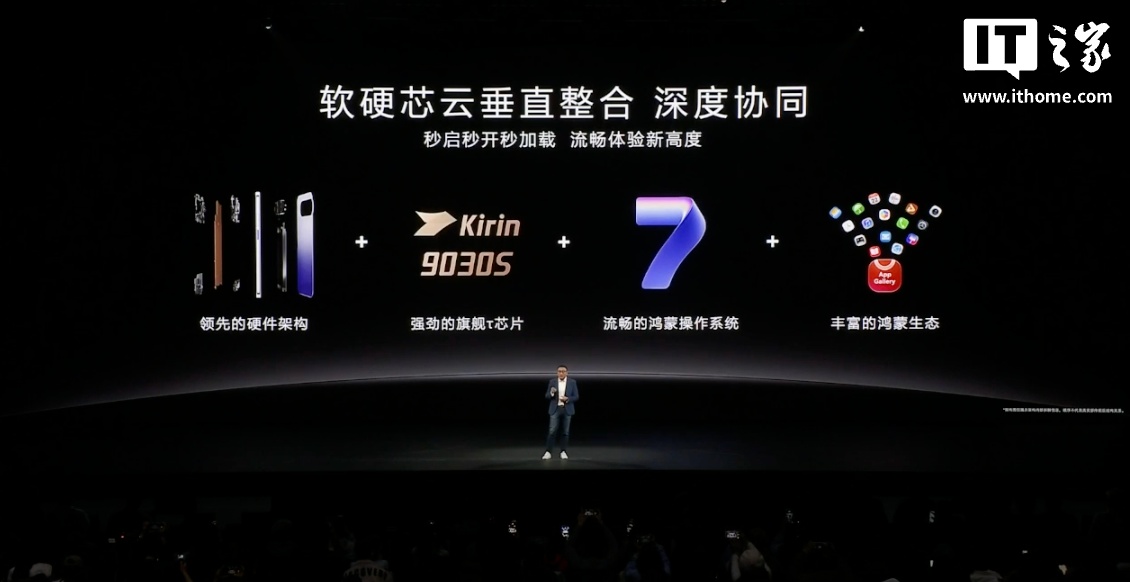 IT之家
www.ithome.com
软硬芯云垂直整合 深度协同
秒启秒开秒加载 流畅体验新高度
Kirin
9030S
7
App
Gallery
领先的硬件架构
+
强劲的旗舰τ芯片
+
流畅的鸿蒙操作系统
+
丰富的鸿蒙生态